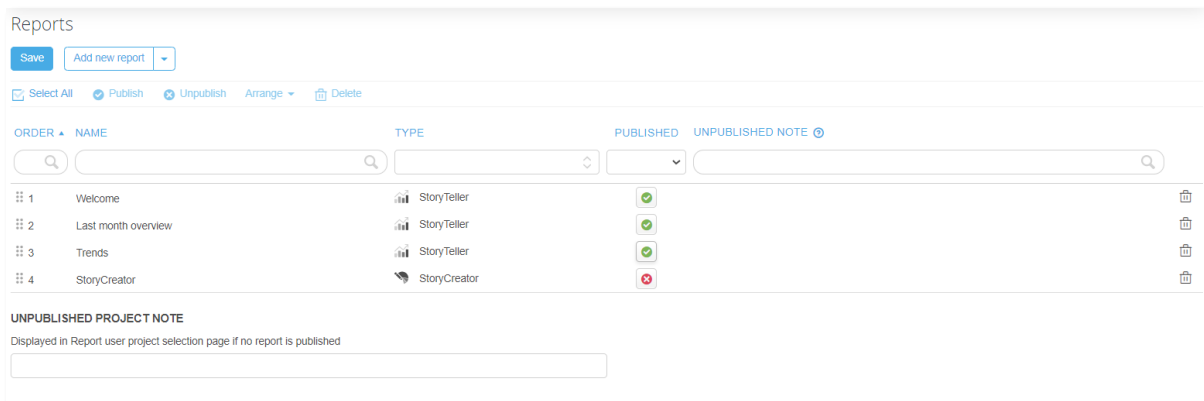 Reports
Save Add new report
Select All Publish Unpublish Arrange Delete
ORDER NAME TYPE PUBLISHED UNPUBLISHED NOTE
1 Welcome StoryTeller
2 Last month overview StoryTeller
3 Trends StoryTeller
4 StoryCreator StoryCreator
UNPUBLISHED PROJECT NOTE
Displayed in Report user project selection page if no report is published